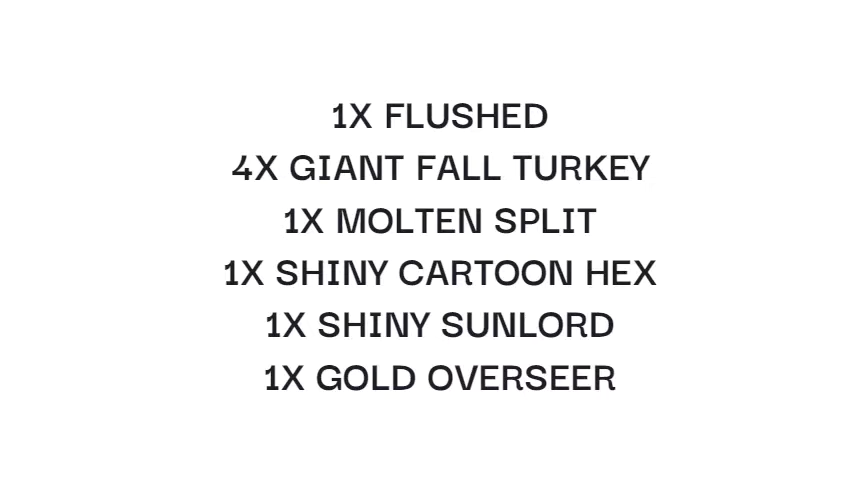 1X FLUSHED
4X GIANT FALL TURKEY
1X MOLTEN SPLIT
1X SHINY CARTOON HEX
1X SHINY SUNLORD
1X GOLD OVERSEER